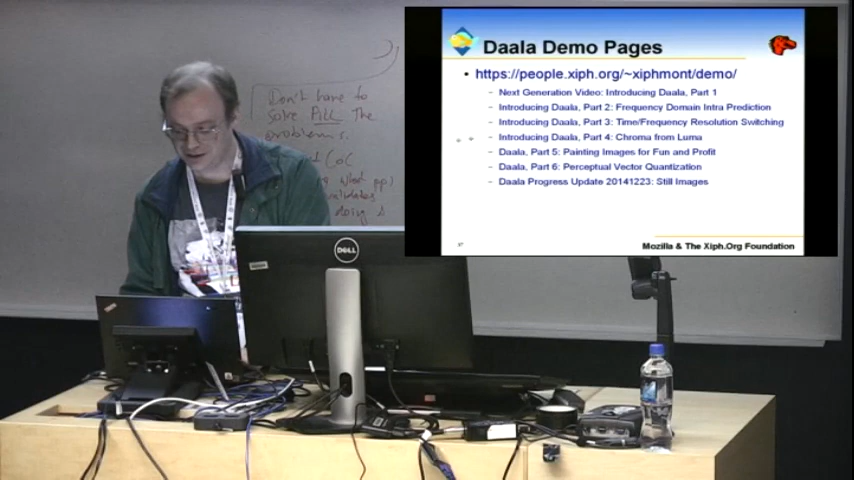 Daala Demo Pages
https://people.xiph.org/~xiphmont/demo/
Next Generation Video: Introducing Daala, Part 1
Introducing Daala, Part 2: Frequency Domain Intra Prediction
Introducing Daala, Part 3: Time/Frequency Resolution Switching
Introducing Daala, Part 4: Chroma from Luma
Daala, Part 5: Painting Images for Fun and Profit
Daala, Part 6: Perceptual Vector Quantization
Daala Progress Update 20141223: Still Images
Mozilla & The Xiph.Org Foundation
Don't have to
solve the
problems.
what
doing
DELL